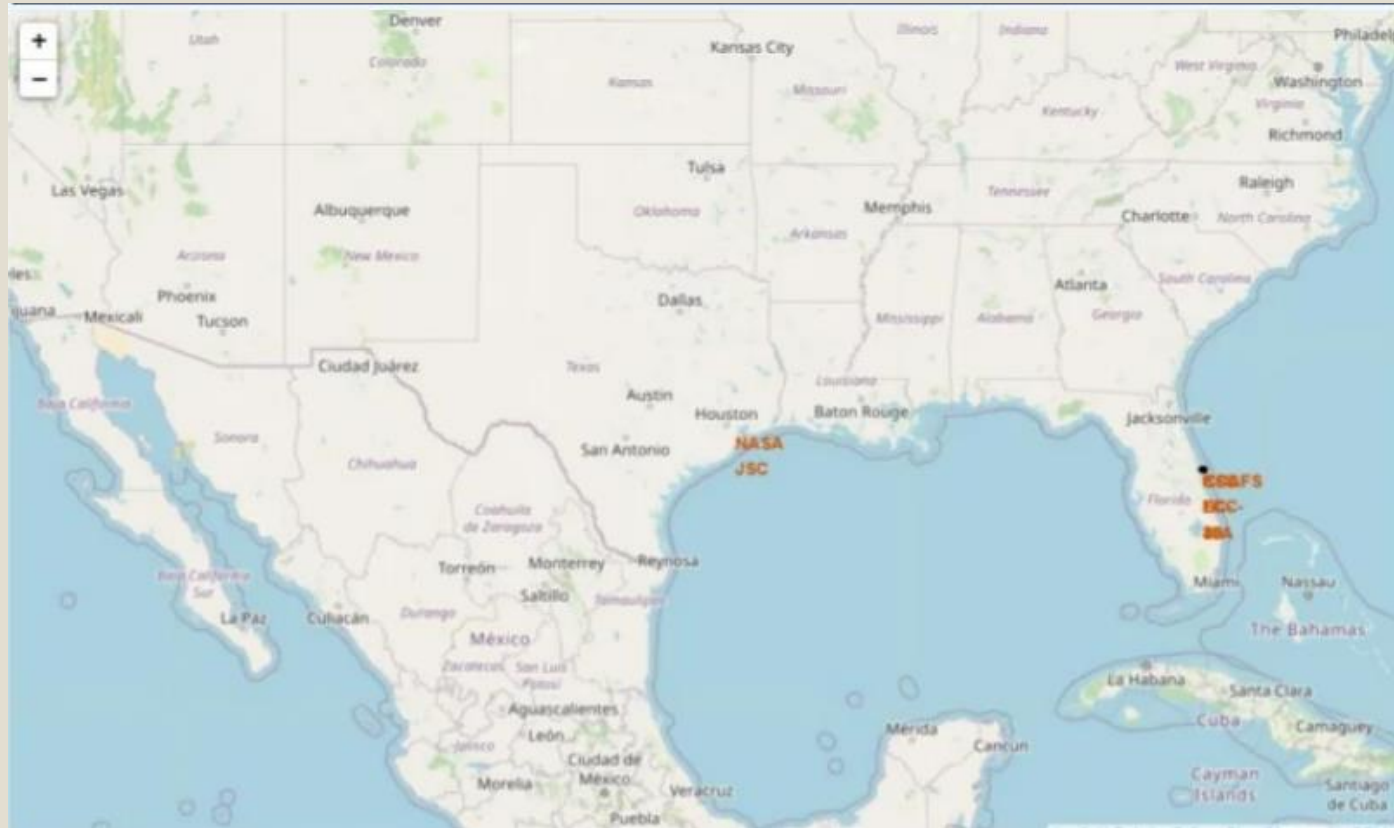 +
−
Utah
Denver
Colorado
Kansas
Kansas City
Missouri
Illinois
Indiana
Kentucky
West Virginia
Washington
Virginia
Richmond
Las Vegas
Albuquerque
New Mexico
Arizona
Phoenix
Tucson
Mexicali
Tulsa
Oklahoma
Memphis
Arkansas
Tennessee
Charlotte
Raleigh
North Carolina
South Carolina
Dallas
Mississippi
Alabama
Atlanta
Georgia
Ciudad Juárez
Texas
Austin
Houston
San Antonio
Louisiana
Baton Rouge
Jacksonville
NASA
JSC
Baja California
Sonora
Chihuahua
Coahuila
de Zaragoza
Florida
Torreón
Monterrey
Reynosa
Saltillo
Tamaulipas
Miami
Nassau
The Bahamas
Baja California
Sur
La Paz
Culiacán
Durango
México
Zacatecas
San Luis
Potosí
Aguascalientes
León
Jalisco
Ciudad de
México
Morelia
Veracruz
Puebla
Mérida
Cancún
La Habana
Santa Clara
Cuba
Camagüey
Cayman
Islands
Santiago
de Cuba